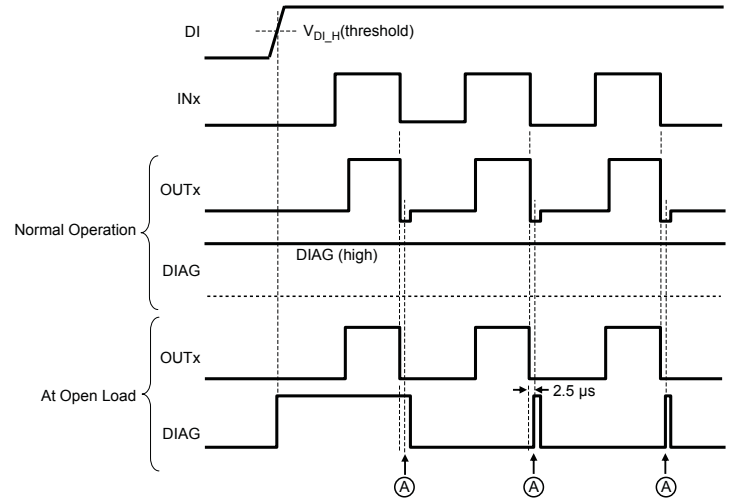 DI
V_DI_H(threshold)
INx
OUTx
Normal Operation
DIAG (high)
DIAG
OUTx
2.5 µs
At Open Load
DIAG
A
A
A